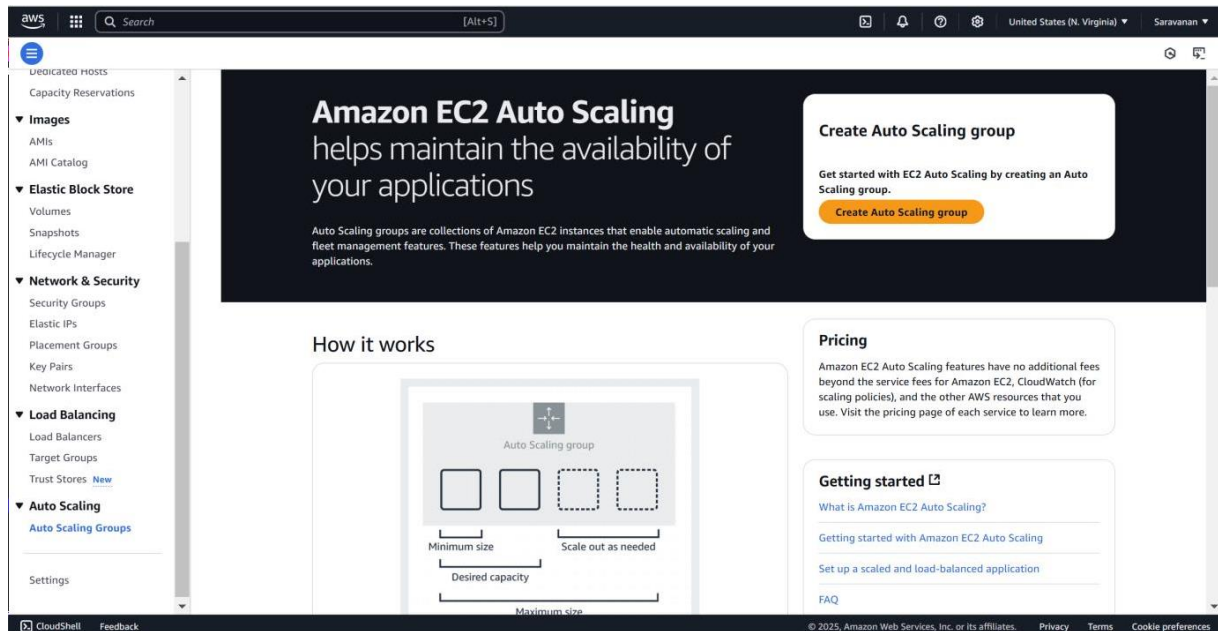 aws
Search [Alt+S]
United States (N. Virginia) ▼ Saravanan ▼
Dedicated Hosts
Capacity Reservations
▼ Images
AMIs
AMI Catalog
▼ Elastic Block Store
Volumes
Snapshots
Lifecycle Manager
▼ Network & Security
Security Groups
Elastic IPs
Placement Groups
Key Pairs
Network Interfaces
▼ Load Balancing
Load Balancers
Target Groups
Trust Stores New
▼ Auto Scaling
Auto Scaling Groups
Settings
Amazon EC2 Auto Scaling
helps maintain the availability of
your applications
Auto Scaling groups are collections of Amazon EC2 instances that enable automatic scaling and
fleet management features. These features help you maintain the health and availability of your
applications.
Create Auto Scaling group
Get started with EC2 Auto Scaling by creating an Auto
Scaling group.
Create Auto Scaling group
How it works
Auto Scaling group
Minimum size
Scale out as needed
Desired capacity
Maximum size
Pricing
Amazon EC2 Auto Scaling features have no additional fees
beyond the service fees for Amazon EC2, CloudWatch (for
scaling policies), and the other AWS resources that you
use. Visit the pricing page of each service to learn more.
Getting started
What is Amazon EC2 Auto Scaling?
Getting started with Amazon EC2 Auto Scaling
Set up a scaled and load-balanced application
FAQ
CloudShell Feedback
© 2025, Amazon Web Services, Inc. or its affiliates. Privacy Terms Cookie preferences